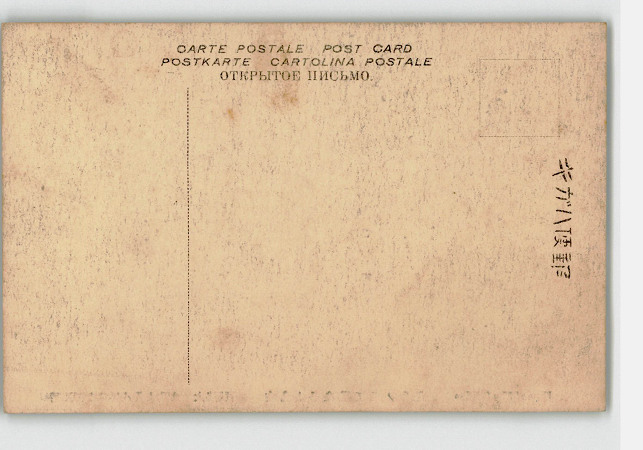 CARTE POSTALE POST CARD
POSTKARTE CARTOLINA POSTALE
ОТКРЫТОЕ ПИСЬМО.
郵便ハガキ